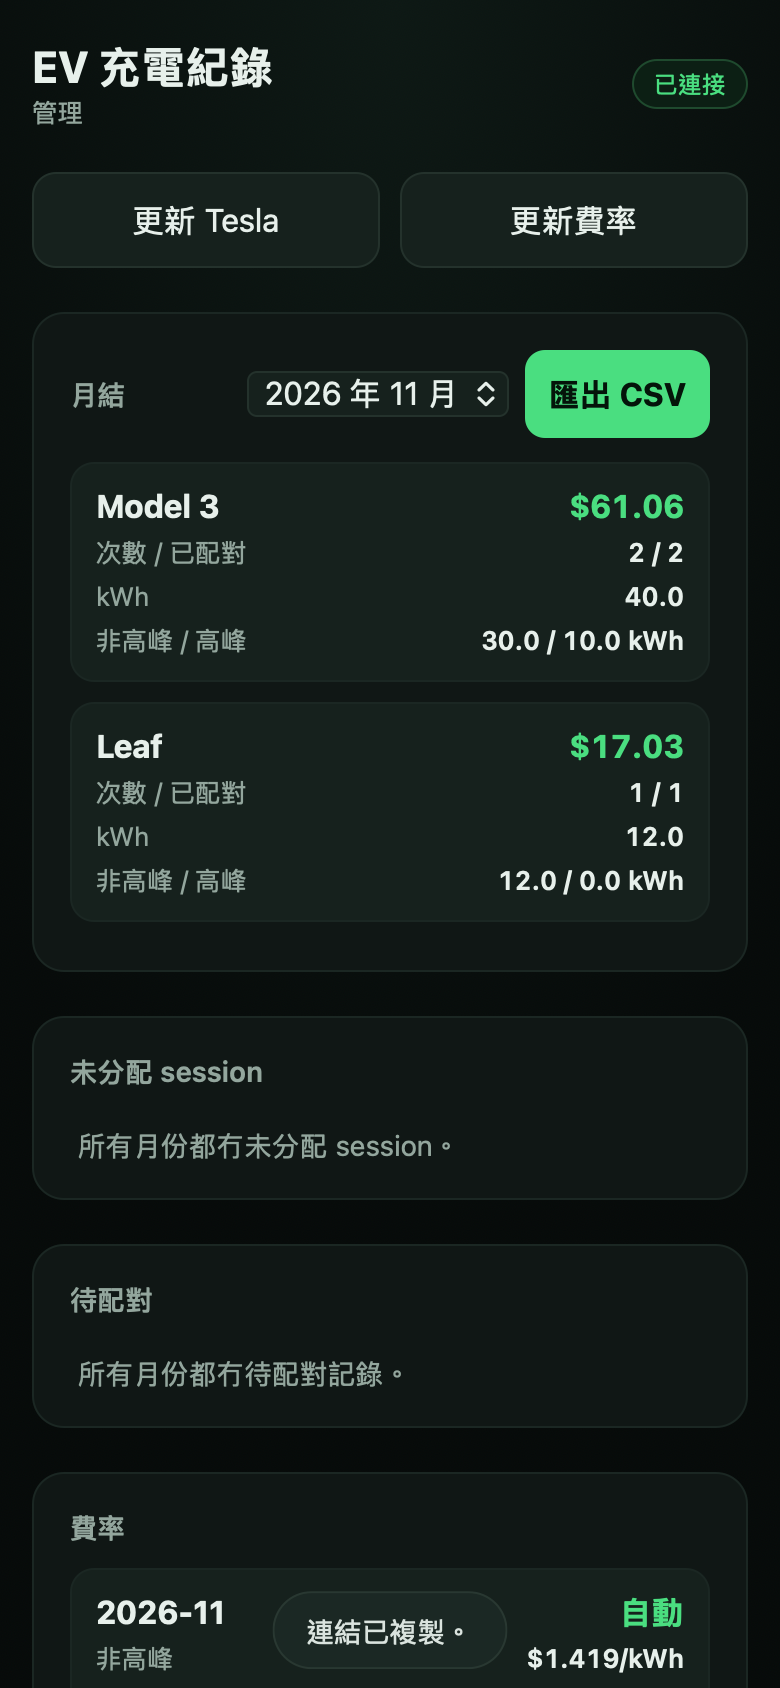 EV 充電紀錄
管理
已連接
更新 Tesla
更新費率
月結
2026 年 11 月
匯出 CSV
Model 3
$61.06
次數 / 已配對
2 / 2
kWh
40.0
非高峰 / 高峰
30.0 / 10.0 kWh
Leaf
$17.03
次數 / 已配對
1 / 1
kWh
12.0
非高峰 / 高峰
12.0 / 0.0 kWh
未分配 session
所有月份都冇未分配 session。
待配對
所有月份都冇待配對記錄。
費率
2026-11
自動
連結已複製。
非高峰
$1.419/kWh